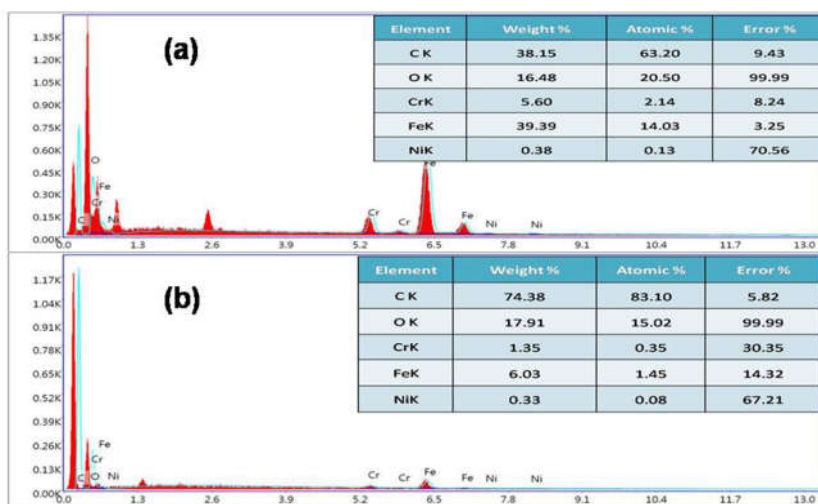 (a)
Element Weight % Atomic % Error %
C K 38.15 63.20 9.43
O K 16.48 20.50 99.99
CrK 5.60 2.14 8.24
FeK 39.39 14.03 3.25
NiK 0.38 0.13 70.56
1.35K
1.20K
1.05K
0.90K
0.75K
0.60K
0.45K
0.30K
0.15K
0.00K
O
Fe
Cr
C
Ni
Cr
Cr
Fe
Fe
Ni
Ni
0.0 1.3 2.6 3.9 5.2 6.5 7.8 9.1 10.4 11.7 13.0
(b)
Element Weight % Atomic % Error %
C K 74.38 83.10 5.82
O K 17.91 15.02 99.99
CrK 1.35 0.35 30.35
FeK 6.03 1.45 14.32
NiK 0.33 0.08 67.21
1.17K
1.04K
0.91K
0.78K
0.65K
0.52K
0.39K
0.26K
0.13K
0.00K
Fe
Cr
C
O
Ni
Cr
Cr
Fe
Fe
Ni
Ni
0.0 1.3 2.6 3.9 5.2 6.5 7.8 9.1 10.4 11.7 13.0